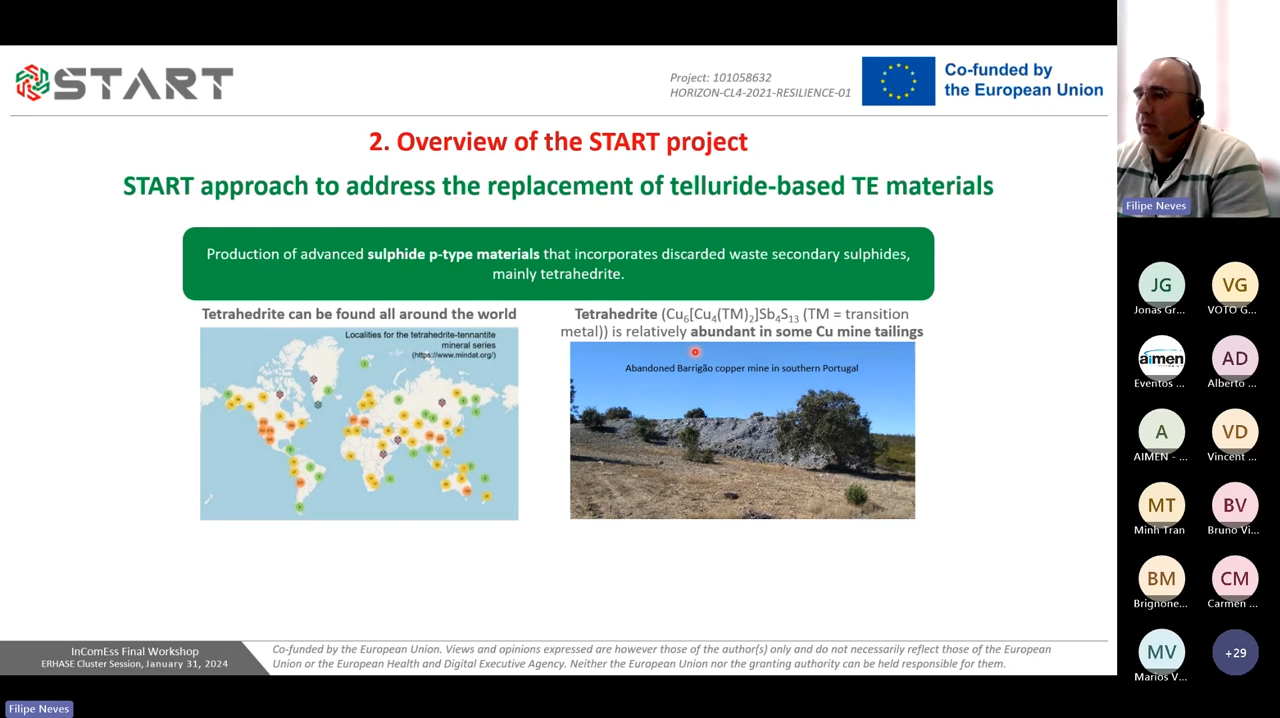 START
Project: 101058632
HORIZON-CL4-2021-RESILIENCE-01
Co-funded by
the European Union
2. Overview of the START project
START approach to address the replacement of telluride-based TE materials
Production of advanced sulphide p-type materials that incorporates discarded waste secondary sulphides,
mainly tetrahedrite.
Tetrahedrite can be found all around the world
Localities for the tetrahedrite-tennantite
mineral series
(https://www.mindat.org/)
Tetrahedrite (Cu₆[Cu₄(TM)₂]Sb₄S₁₃ (TM = transition
metal)) is relatively abundant in some Cu mine tailings
Abandoned Barrigão copper mine in southern Portugal
InComEss Final Workshop
ERHASE Cluster Session, January 31, 2024
Co-funded by the European Union. Views and opinions expressed are however those of the author(s) only and do not necessarily reflect those of the European
Union or the European Health and Digital Executive Agency. Neither the European Union nor the granting authority can be held responsible for them.
Filipe Neves
Filipe Neves
JG
VG
Jonas Gr...
VOTO G...
aimen
AD
Eventos ...
Alberto ...
A
VD
AIMEN - ...
Vincent ...
MT
BV
Minh Tran
Bruno Vi...
BM
CM
Brignone...
Carmen ...
MV
+29
Marios V...